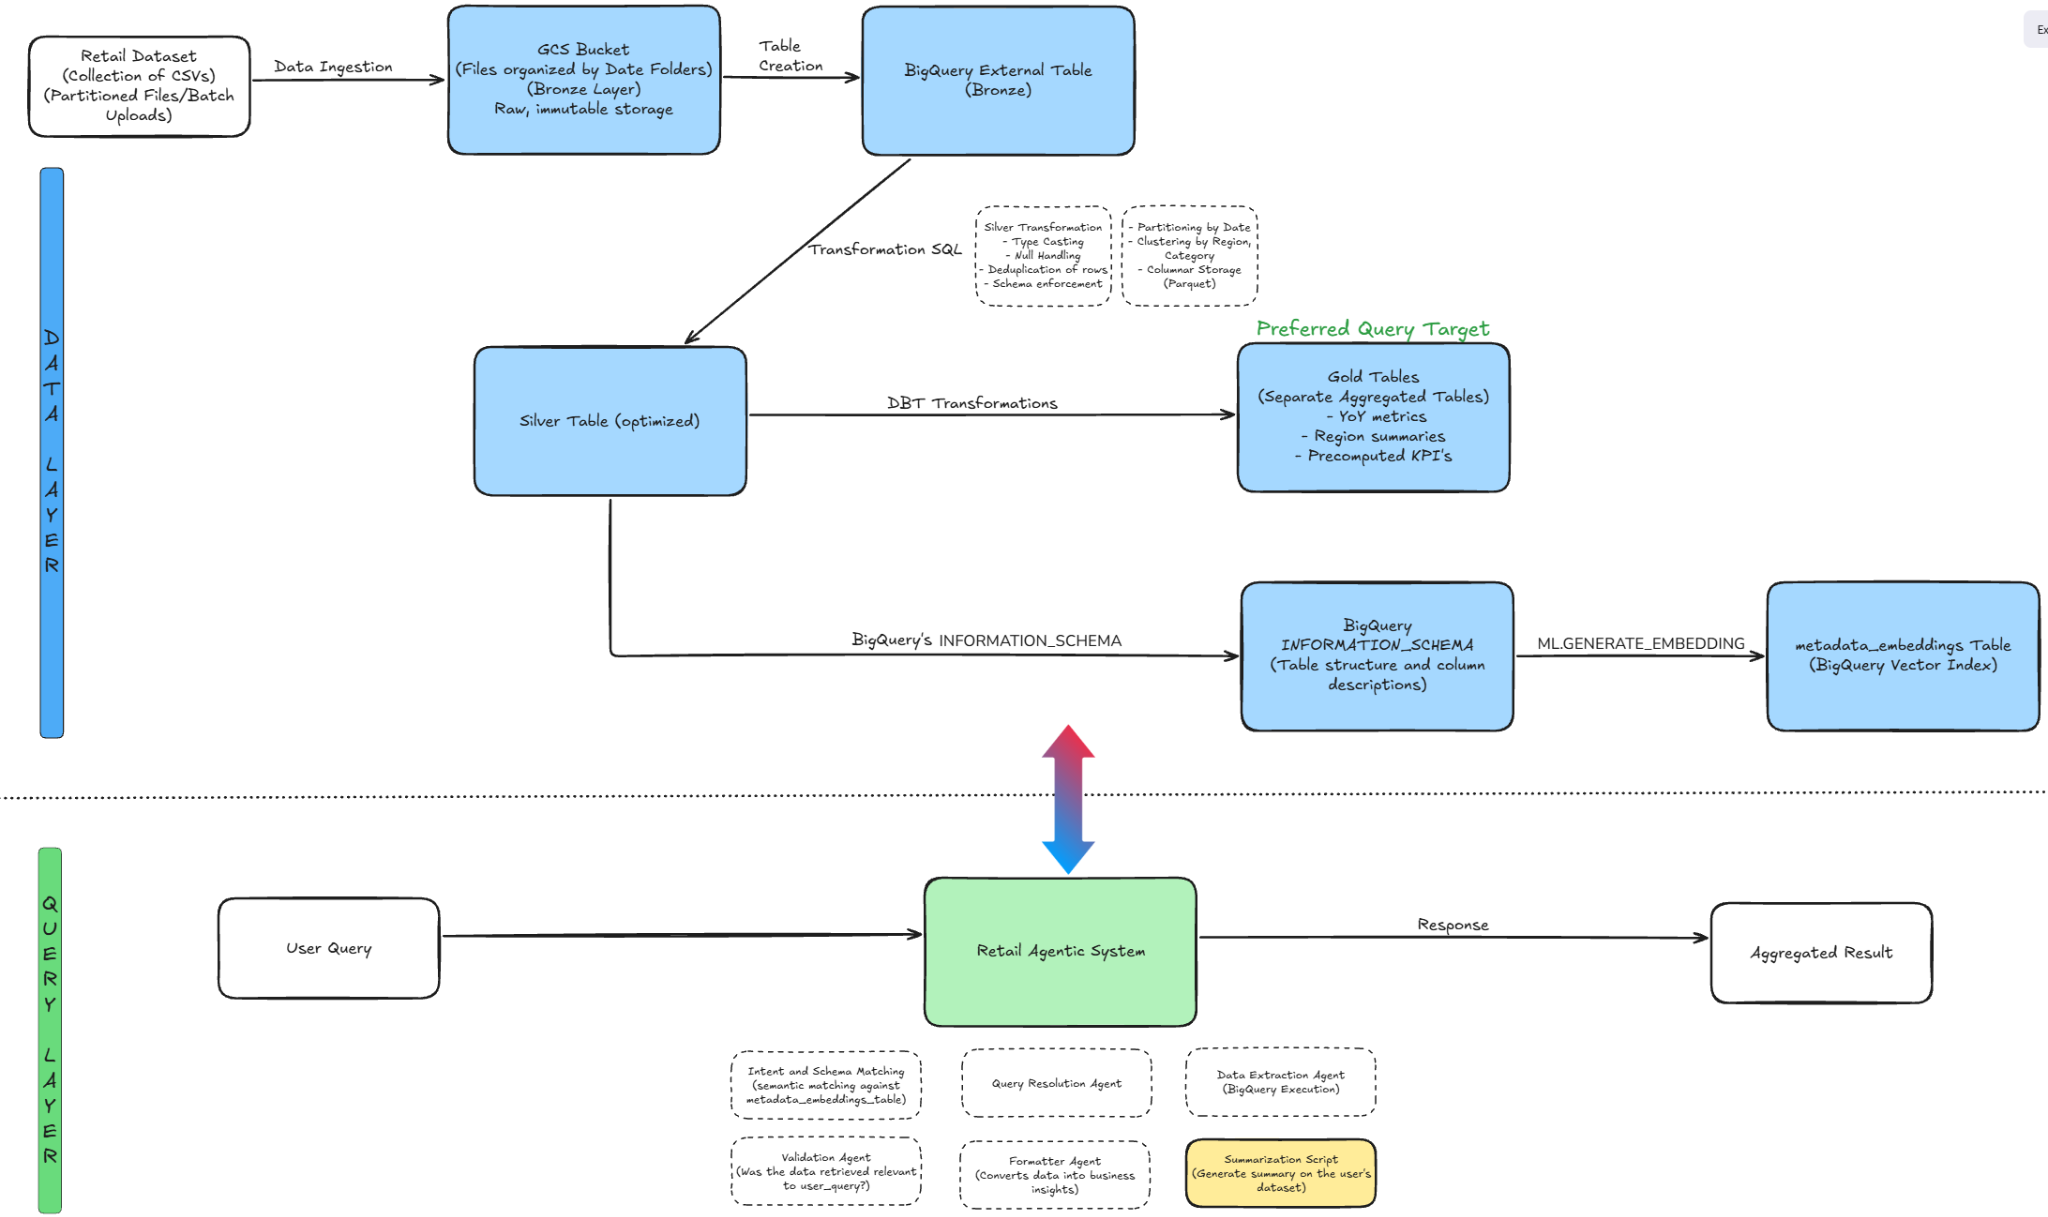 Retail Dataset
(Collection of CSVs)
(Partitioned Files/Batch
Uploads)
Data Ingestion
GCS Bucket
(Files organized by Date Folders)
(Bronze Layer)
Raw, immutable storage
Table
Creation
BigQuery External Table
(Bronze)
Ex
DATA LAYER
Transformation SQL
Silver Transformation
- Type Casting
- Null Handling
- Deduplication of rows
- Schema enforcement
- Partitioning by Date
- Clustering by Region,
Category
- Columnar Storage
(Parquet)
Silver Table (optimized)
DBT Transformations
Preferred Query Target
Gold Tables
(Separate Aggregated Tables)
- YoY metrics
- Region summaries
- Precomputed KPI's
BigQuery's INFORMATION_SCHEMA
BigQuery
INFORMATION_SCHEMA
(Table structure and column
descriptions)
ML.GENERATE_EMBEDDING
metadata_embeddings Table
(BigQuery Vector Index)
QUERY LAYER
User Query
Retail Agentic System
Response
Aggregated Result
Intent and Schema Matching
(semantic matching against
metadata_embeddings_table)
Query Resolution Agent
Data Extraction Agent
(BigQuery Execution)
Validation Agent
(Was the data retrieved relevant
to user_query?)
Formatter Agent
(Converts data into business
insights)
Summarization Script
(Generate summary on the user's
dataset)